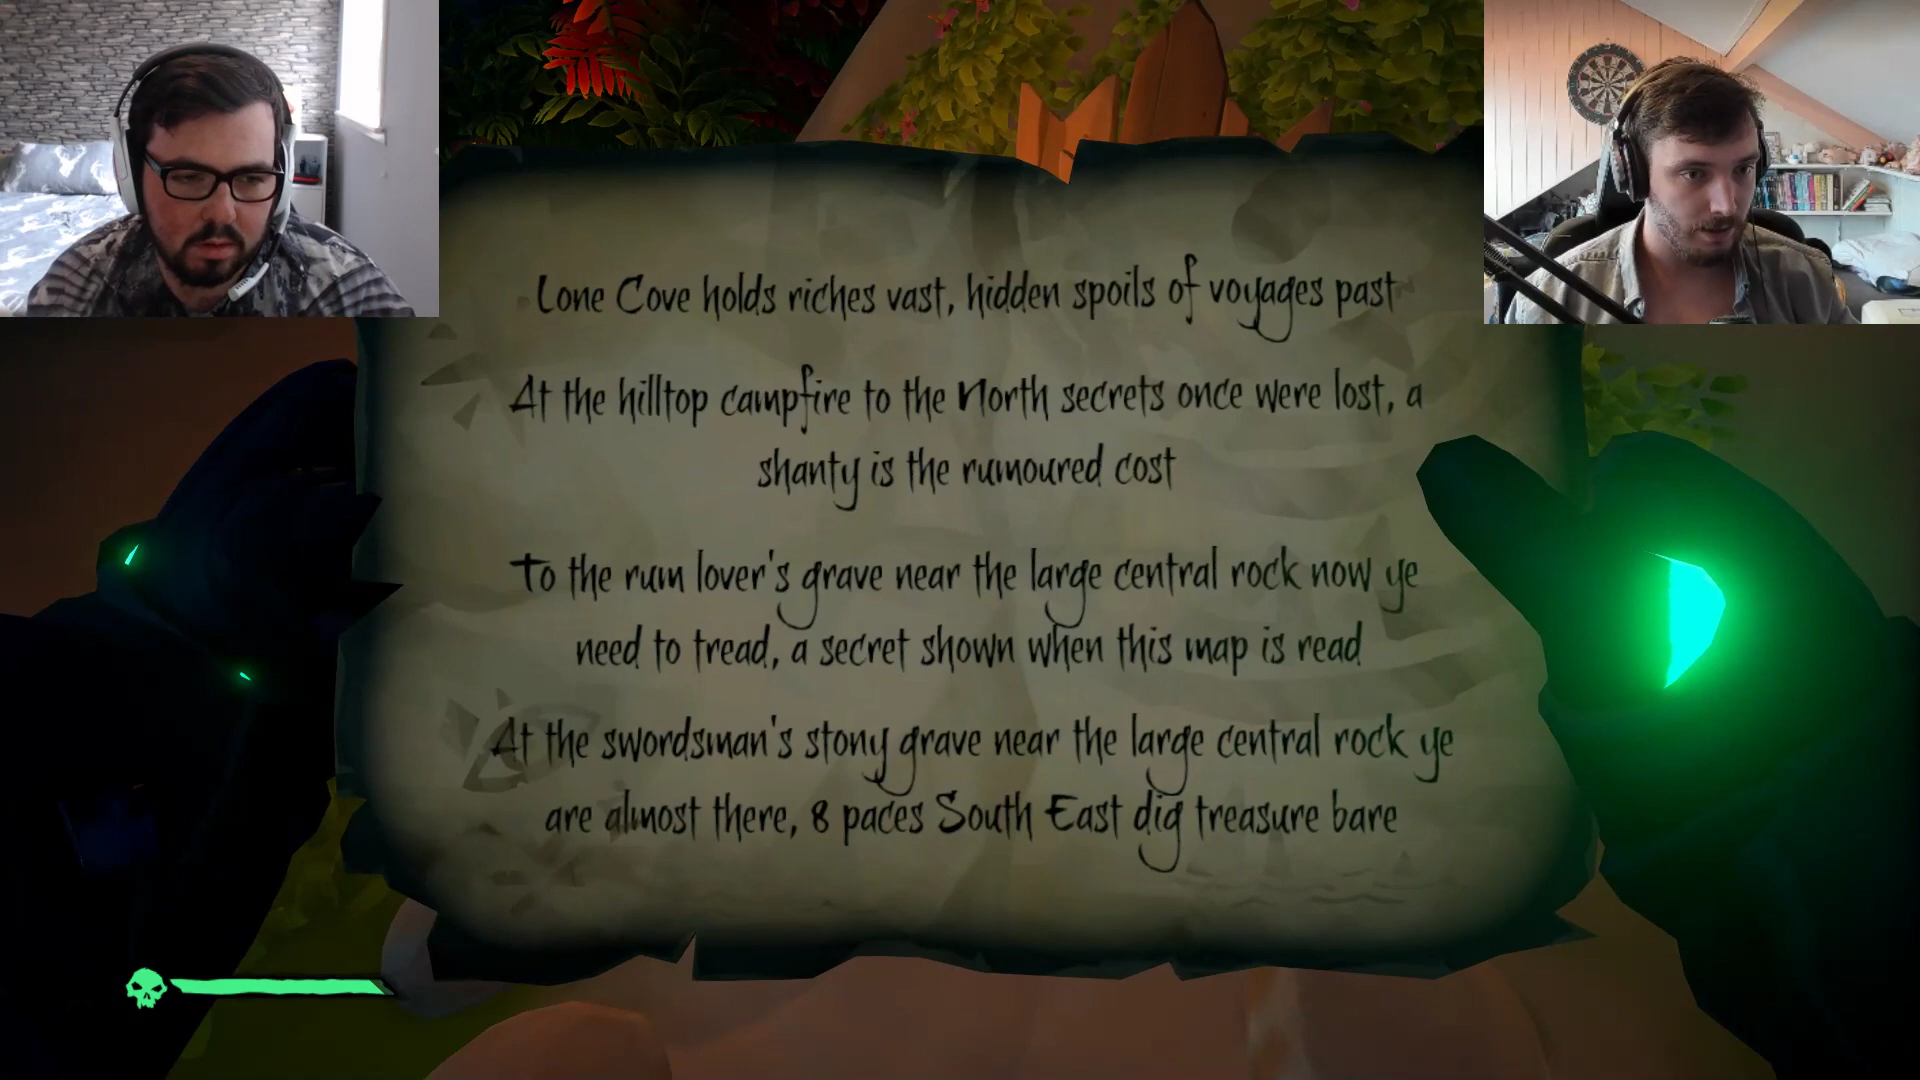 Lone Cove holds riches vast, hidden spoils of voyages past
At the hilltop campfire to the North secrets once were lost, a
shanty is the rumoured cost
To the rum lover's grave near the large central rock now ye
need to tread, a secret shown when this map is read
At the swordsman's stony grave near the large central rock ye
are almost there, 8 paces South East dig treasure bare